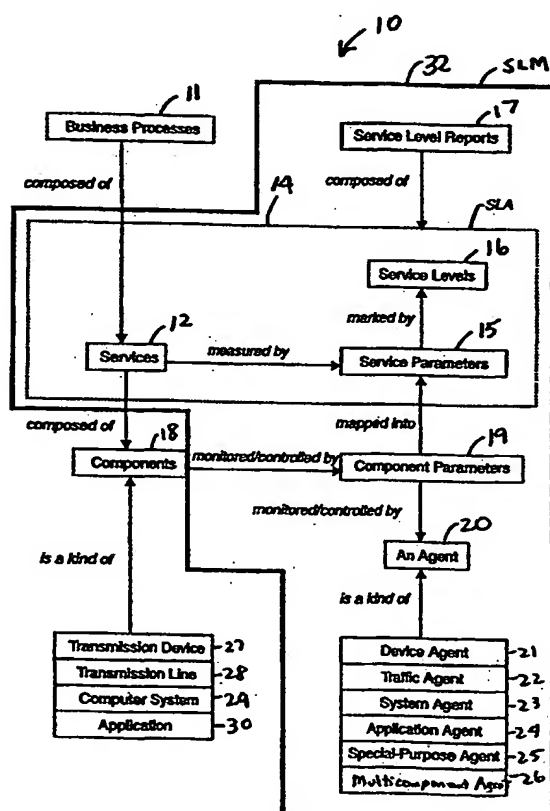 10
32
SLM
11
Business Processes
17
Service Level Reports
composed of
composed of
14
SLA
16
Service Levels
marked by
12
Services
measured by
15
Service Parameters
composed of
mapped into
18
Components
monitored/controlled by
19
Component Parameters
monitored/controlled by
20
An Agent
is a kind of
is a kind of
Transmission Device 27
Transmission Line 28
Computer System 29
Application 30
Device Agent 21
Traffic Agent 22
System Agent 23
Application Agent 24
Special-Purpose Agent 25
Multicomponent Agent 26